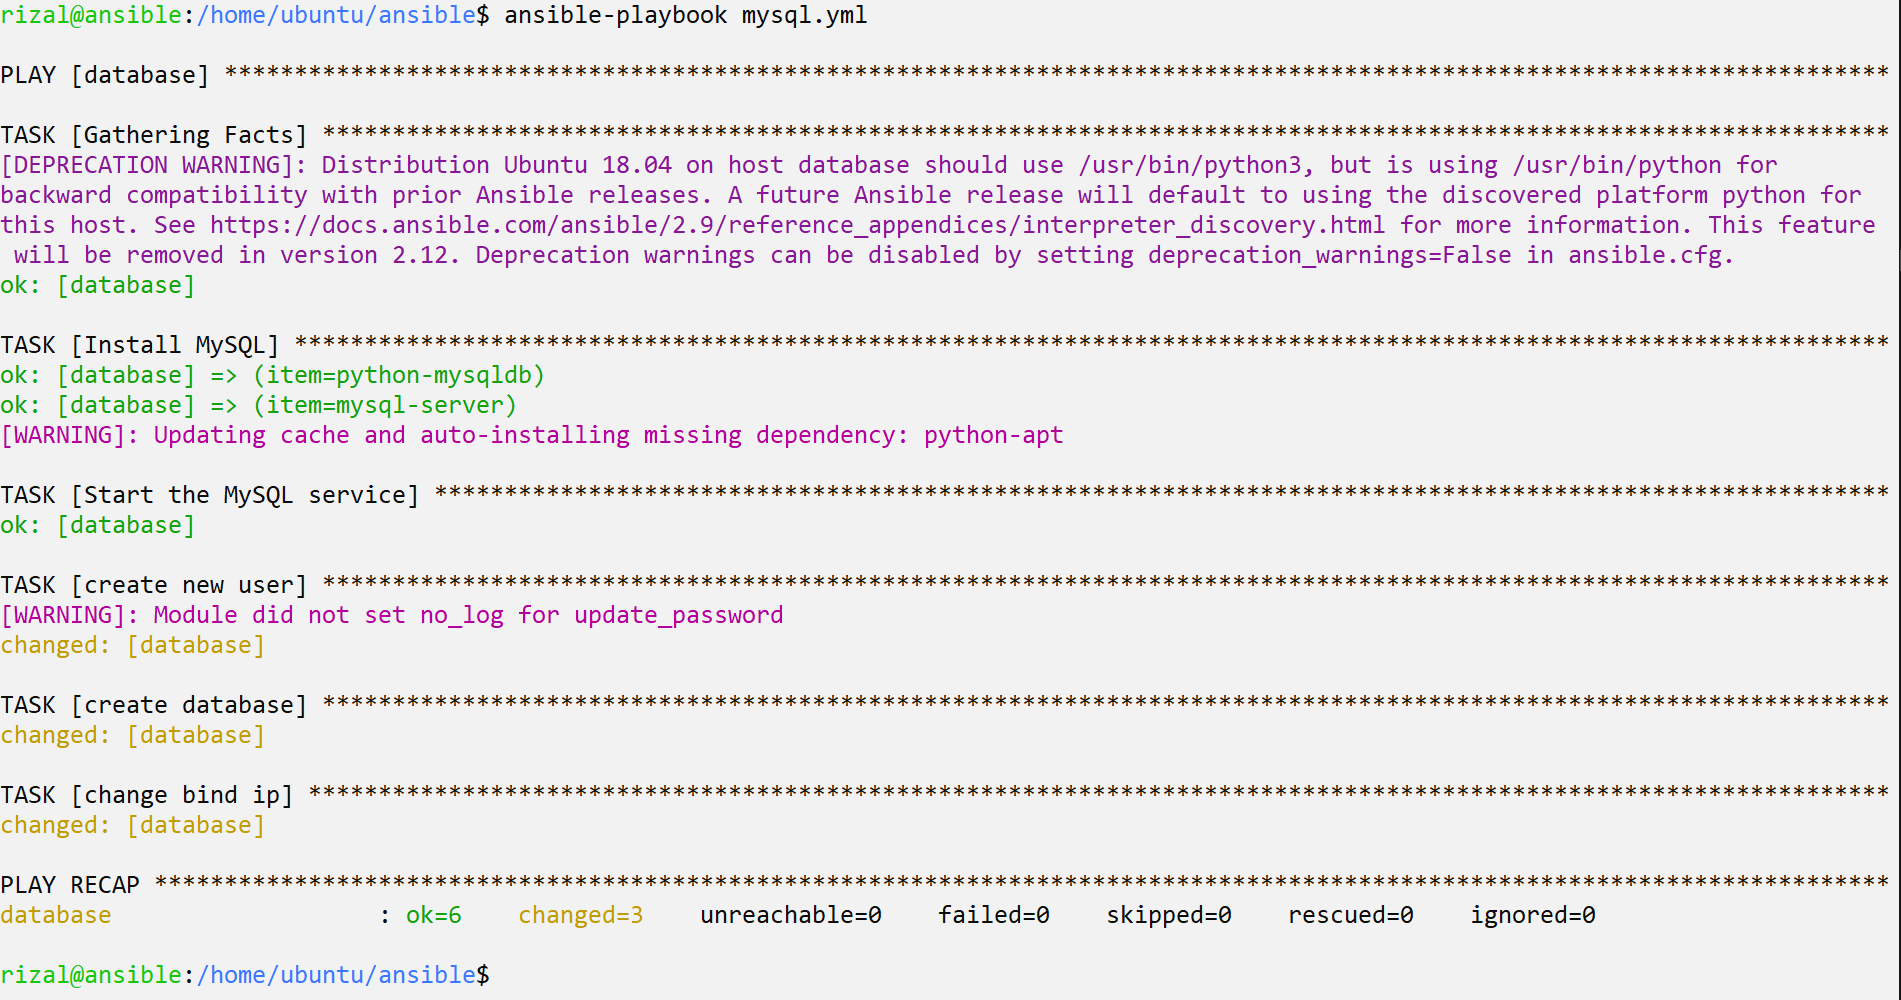 rizal@ansible:/home/ubuntu/ansible$ ansible-playbook mysql.yml
PLAY [database] ***********************************************************************************************************************
TASK [Gathering Facts] ****************************************************************************************************************
[DEPRECATION WARNING]: Distribution Ubuntu 18.04 on host database should use /usr/bin/python3, but is using /usr/bin/python for
backward compatibility with prior Ansible releases. A future Ansible release will default to using the discovered platform python for
this host. See https://docs.ansible.com/ansible/2.9/reference_appendices/interpreter_discovery.html for more information. This feature
 will be removed in version 2.12. Deprecation warnings can be disabled by setting deprecation_warnings=False in ansible.cfg.
ok: [database]
TASK [Install MySQL] ******************************************************************************************************************
ok: [database] => (item=python-mysqldb)
ok: [database] => (item=mysql-server)
[WARNING]: Updating cache and auto-installing missing dependency: python-apt
TASK [Start the MySQL service] ********************************************************************************************************
ok: [database]
TASK [create new user] ****************************************************************************************************************
[WARNING]: Module did not set no_log for update_password
changed: [database]
TASK [create database] ****************************************************************************************************************
changed: [database]
TASK [change bind ip] *****************************************************************************************************************
changed: [database]
PLAY RECAP ****************************************************************************************************************************
database                   : ok=6    changed=3    unreachable=0    failed=0    skipped=0    rescued=0    ignored=0
rizal@ansible:/home/ubuntu/ansible$